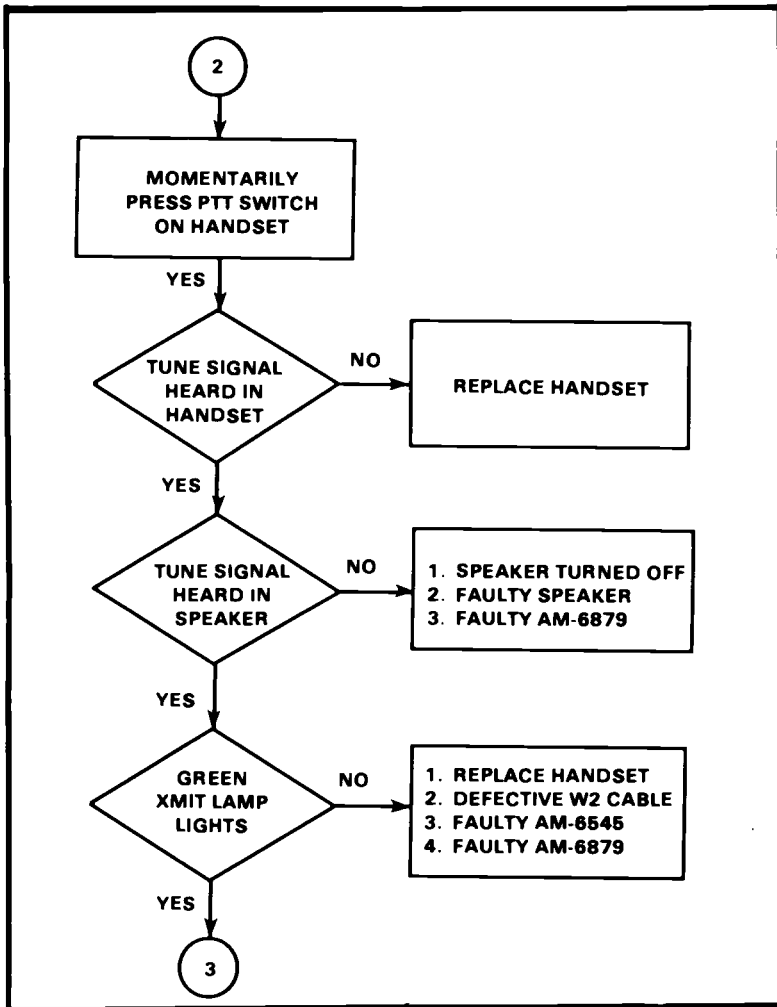 2
MOMENTARILY
PRESS PTT SWITCH
ON HANDSET
YES
TUNE SIGNAL
HEARD IN
HANDSET
NO
REPLACE HANDSET
YES
TUNE SIGNAL
HEARD IN
SPEAKER
NO
1. SPEAKER TURNED OFF
2. FAULTY SPEAKER
3. FAULTY AM-6879
YES
GREEN
XMIT LAMP
LIGHTS
NO
1. REPLACE HANDSET
2. DEFECTIVE W2 CABLE
3. FAULTY AM-6545
4. FAULTY AM-6879
YES
3